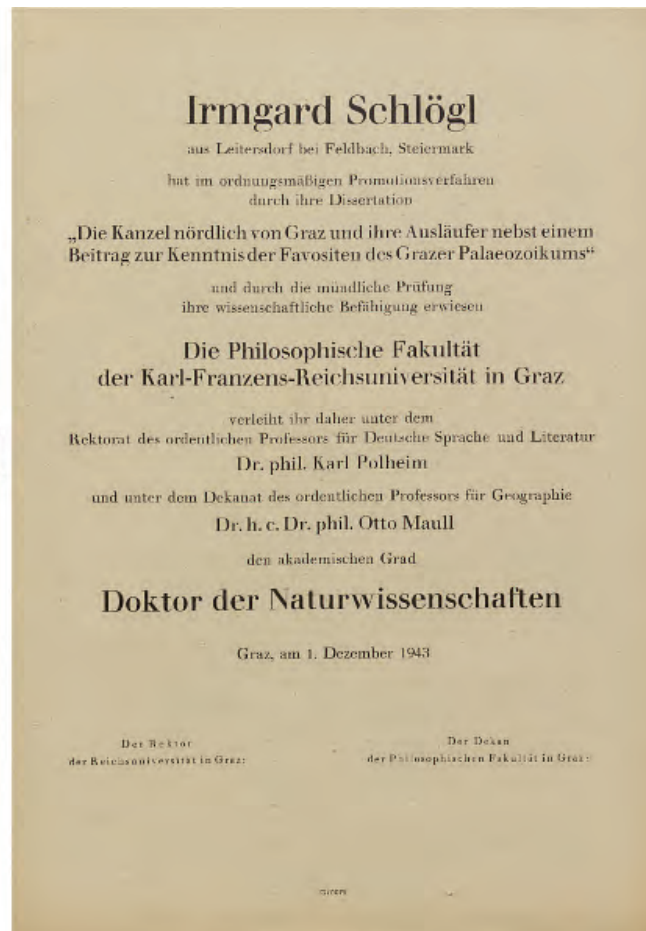 Irmgard Schlögl
aus Leitersdorf bei Feldbach, Steiermark
hat im ordnungsmäßigen Promotionsverfahren
durch ihre Dissertation
„Die Kanzel nördlich von Graz und ihre Ausläufer nebst einem
Beitrag zur Kenntnis der Favositen des Grazer Palaeozoikums“
und durch die mündliche Prüfung
ihre wissenschaftliche Befähigung erwiesen
Die Philosophische Fakultät
der Karl-Franzens-Reichsuniversität in Graz
verleiht ihr daher unter dem
Rektorat des ordentlichen Professors für Deutsche Sprache und Literatur
Dr. phil. Karl Polheim
und unter dem Dekanat des ordentlichen Professors für Geographie
Dr. h. c. Dr. phil. Otto Maull
den akademischen Grad
Doktor der Naturwissenschaften
Graz, am 1. Dezember 1943
Der Rektor
der Reichsuniversität in Graz:
Der Dekan
der Philosophischen Fakultät in Graz: